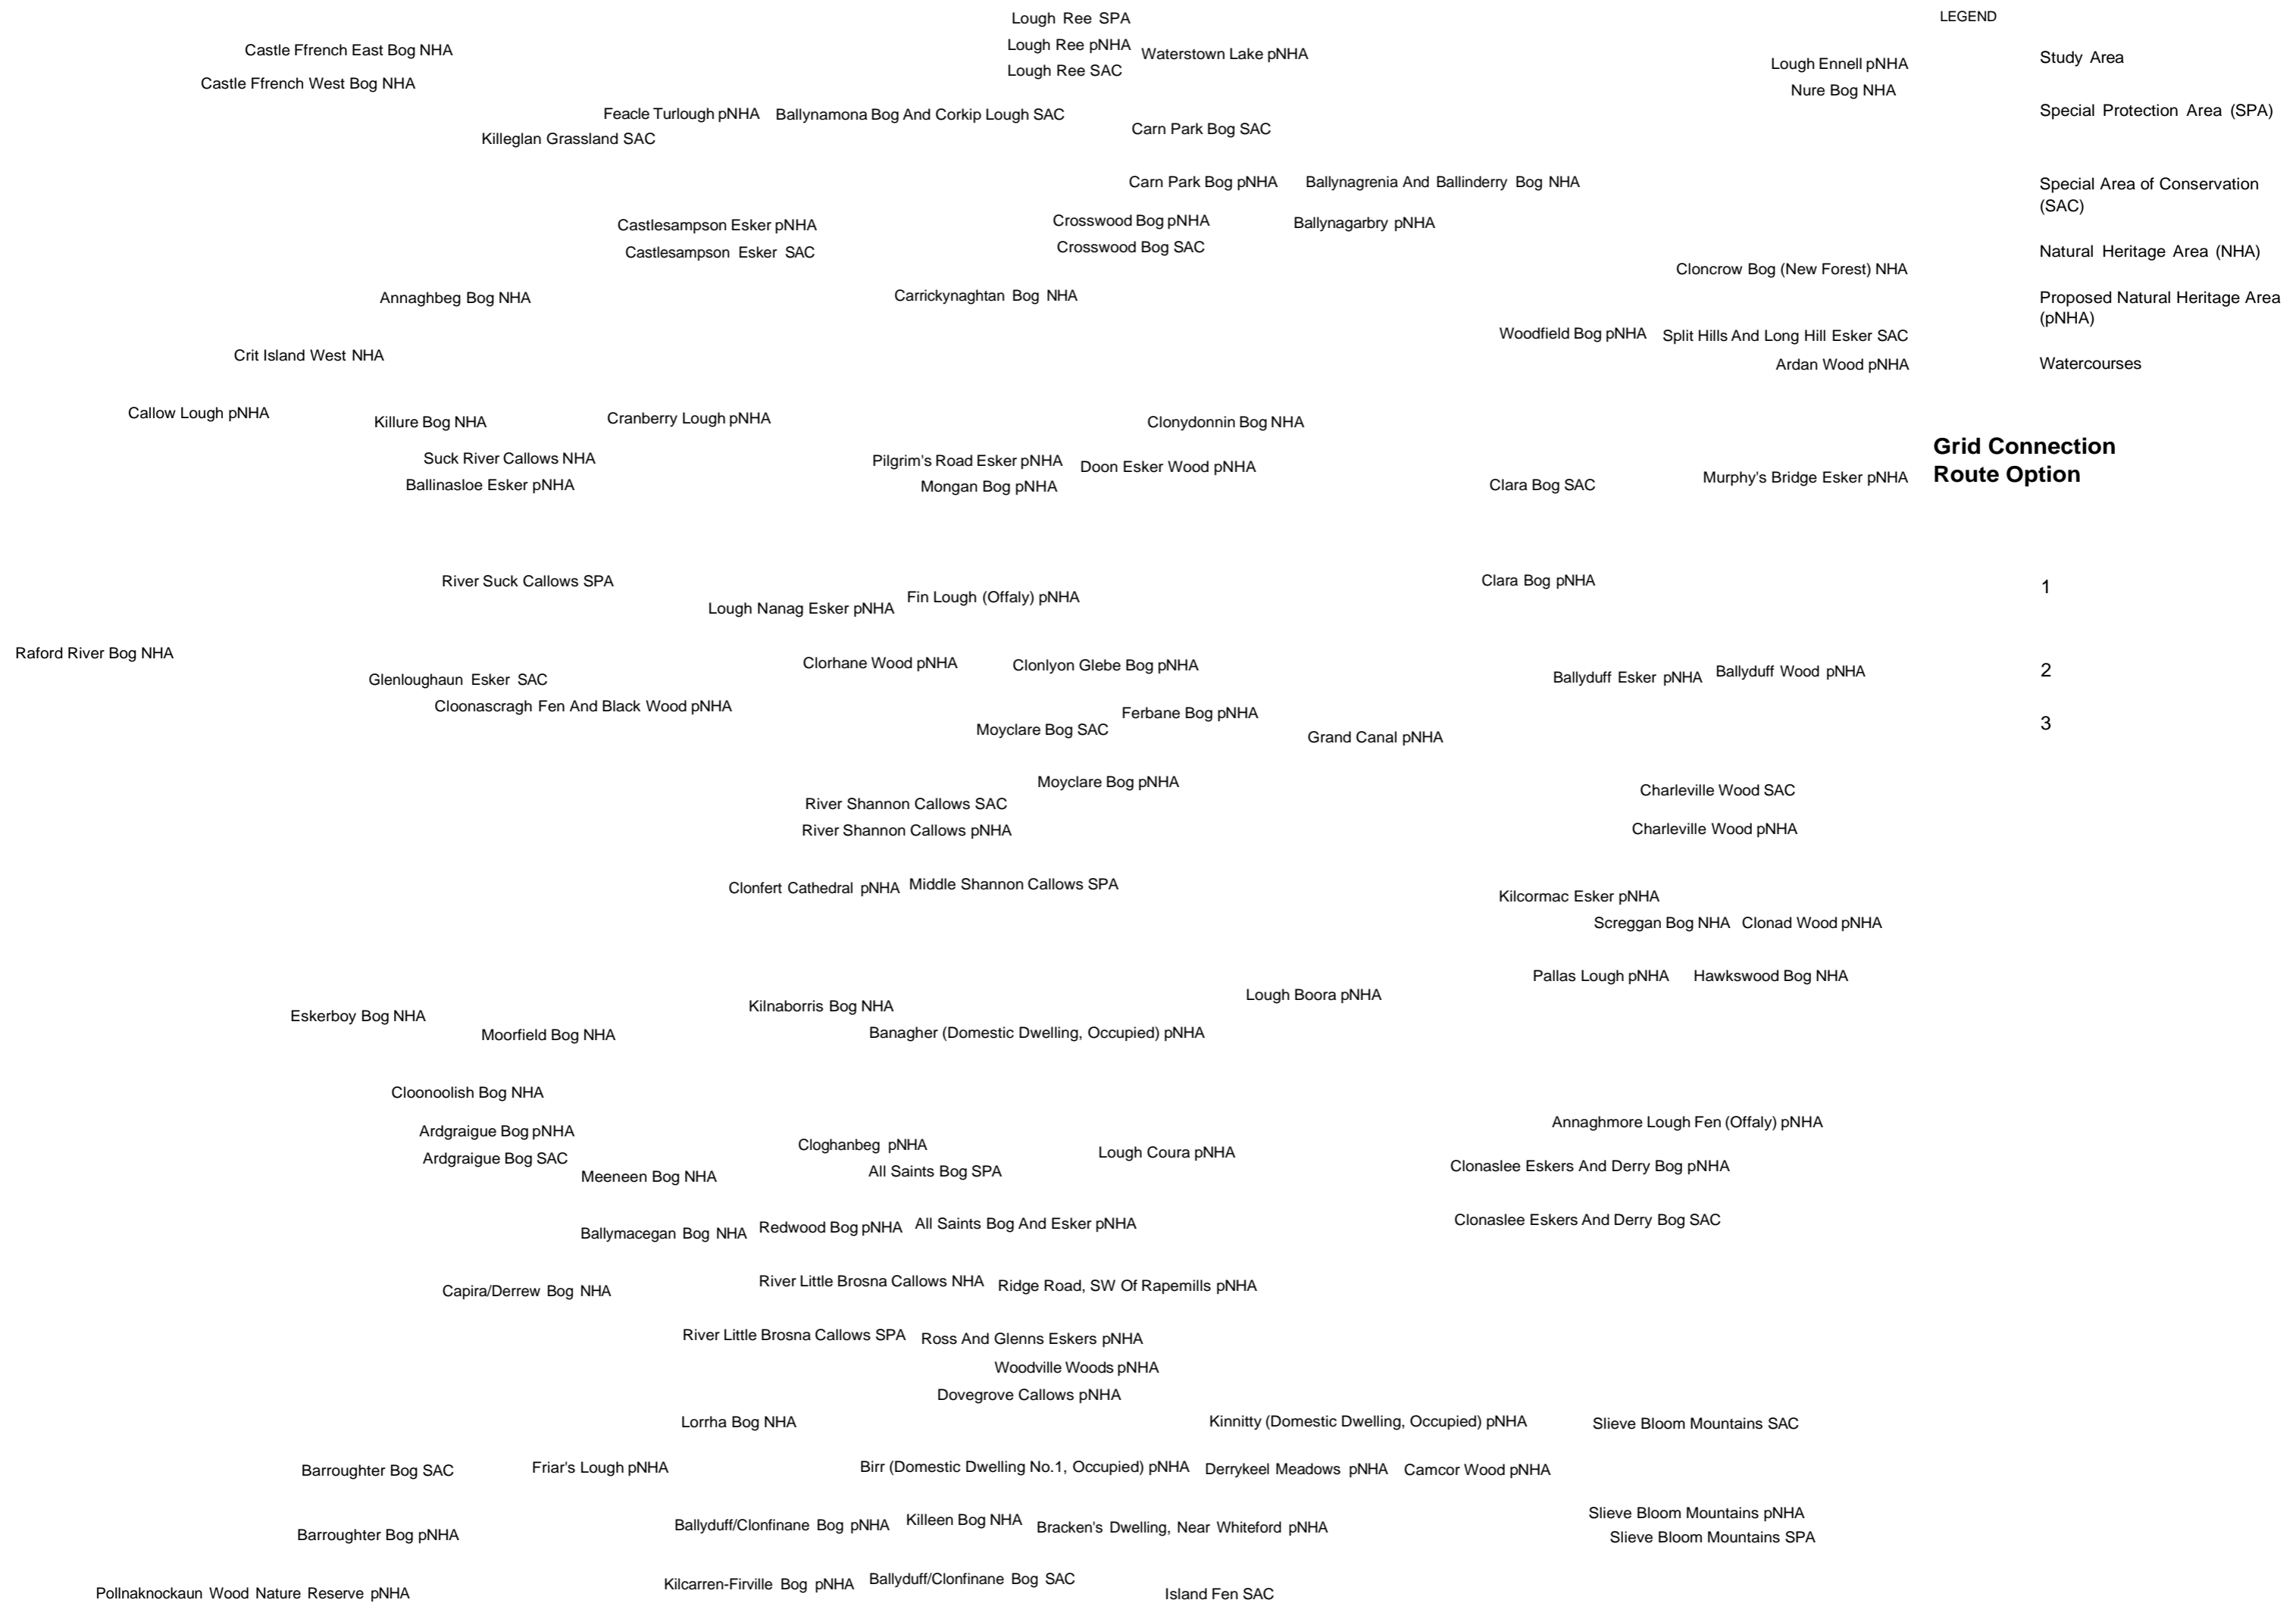 Lough Ree SPA
LEGEND
Castle Ffrench East Bog NHA
Lough Ree pNHA
Waterstown Lake pNHA
Study Area
Lough Ennell pNHA
Lough Ree SAC
Castle Ffrench West Bog NHA
Nure Bog NHA
Feacle Turlough pNHA
Ballynamona Bog And Corkip Lough SAC
Special Protection Area (SPA)
Carn Park Bog SAC
Killeglan Grassland SAC
Carn Park Bog pNHA
Ballynagrenia And Ballinderry Bog NHA
Special Area of Conservation
(SAC)
Castlesampson Esker pNHA
Crosswood Bog pNHA
Ballynagarbry pNHA
Castlesampson Esker SAC
Crosswood Bog SAC
Natural Heritage Area (NHA)
Cloncrow Bog (New Forest) NHA
Annaghbeg Bog NHA
Carrickynaghtan Bog NHA
Proposed Natural Heritage Area
(pNHA)
Woodfield Bog pNHA
Split Hills And Long Hill Esker SAC
Crit Island West NHA
Ardan Wood pNHA
Watercourses
Callow Lough pNHA
Killure Bog NHA
Cranberry Lough pNHA
Clonydonnin Bog NHA
Grid Connection
Route Option
Suck River Callows NHA
Pilgrim's Road Esker pNHA
Doon Esker Wood pNHA
Ballinasloe Esker pNHA
Mongan Bog pNHA
Clara Bog SAC
Murphy's Bridge Esker pNHA
River Suck Callows SPA
Clara Bog pNHA
1
Lough Nanag Esker pNHA
Fin Lough (Offaly) pNHA
Raford River Bog NHA
Clorhane Wood pNHA
Clonlyon Glebe Bog pNHA
Glenloughaun Esker SAC
Ballyduff Esker pNHA
Ballyduff Wood pNHA
2
Cloonascragh Fen And Black Wood pNHA
Ferbane Bog pNHA
Moyclare Bog SAC
Grand Canal pNHA
3
Moyclare Bog pNHA
River Shannon Callows SAC
Charleville Wood SAC
River Shannon Callows pNHA
Charleville Wood pNHA
Clonfert Cathedral pNHA
Middle Shannon Callows SPA
Kilcormac Esker pNHA
Screggan Bog NHA
Clonad Wood pNHA
Pallas Lough pNHA
Hawkswood Bog NHA
Lough Boora pNHA
Kilnaborris Bog NHA
Eskerboy Bog NHA
Moorfield Bog NHA
Banagher (Domestic Dwelling, Occupied) pNHA
Cloonoolish Bog NHA
Annaghmore Lough Fen (Offaly) pNHA
Ardgraigue Bog pNHA
Cloghanbeg pNHA
Lough Coura pNHA
Ardgraigue Bog SAC
All Saints Bog SPA
Clonaslee Eskers And Derry Bog pNHA
Meeneen Bog NHA
Ballymacegan Bog NHA
Redwood Bog pNHA
All Saints Bog And Esker pNHA
Clonaslee Eskers And Derry Bog SAC
Capira/Derrew Bog NHA
River Little Brosna Callows NHA
Ridge Road, SW Of Rapemills pNHA
River Little Brosna Callows SPA
Ross And Glenns Eskers pNHA
Woodville Woods pNHA
Dovegrove Callows pNHA
Lorrha Bog NHA
Kinnitty (Domestic Dwelling, Occupied) pNHA
Slieve Bloom Mountains SAC
Barroughter Bog SAC
Friar's Lough pNHA
Birr (Domestic Dwelling No.1, Occupied) pNHA
Derrykeel Meadows pNHA
Camcor Wood pNHA
Slieve Bloom Mountains pNHA
Barroughter Bog pNHA
Ballyduff/Clonfinane Bog pNHA
Killeen Bog NHA
Bracken's Dwelling, Near Whiteford pNHA
Slieve Bloom Mountains SPA
Pollnaknockaun Wood Nature Reserve pNHA
Kilcarren-Firville Bog pNHA
Ballyduff/Clonfinane Bog SAC
Island Fen SAC